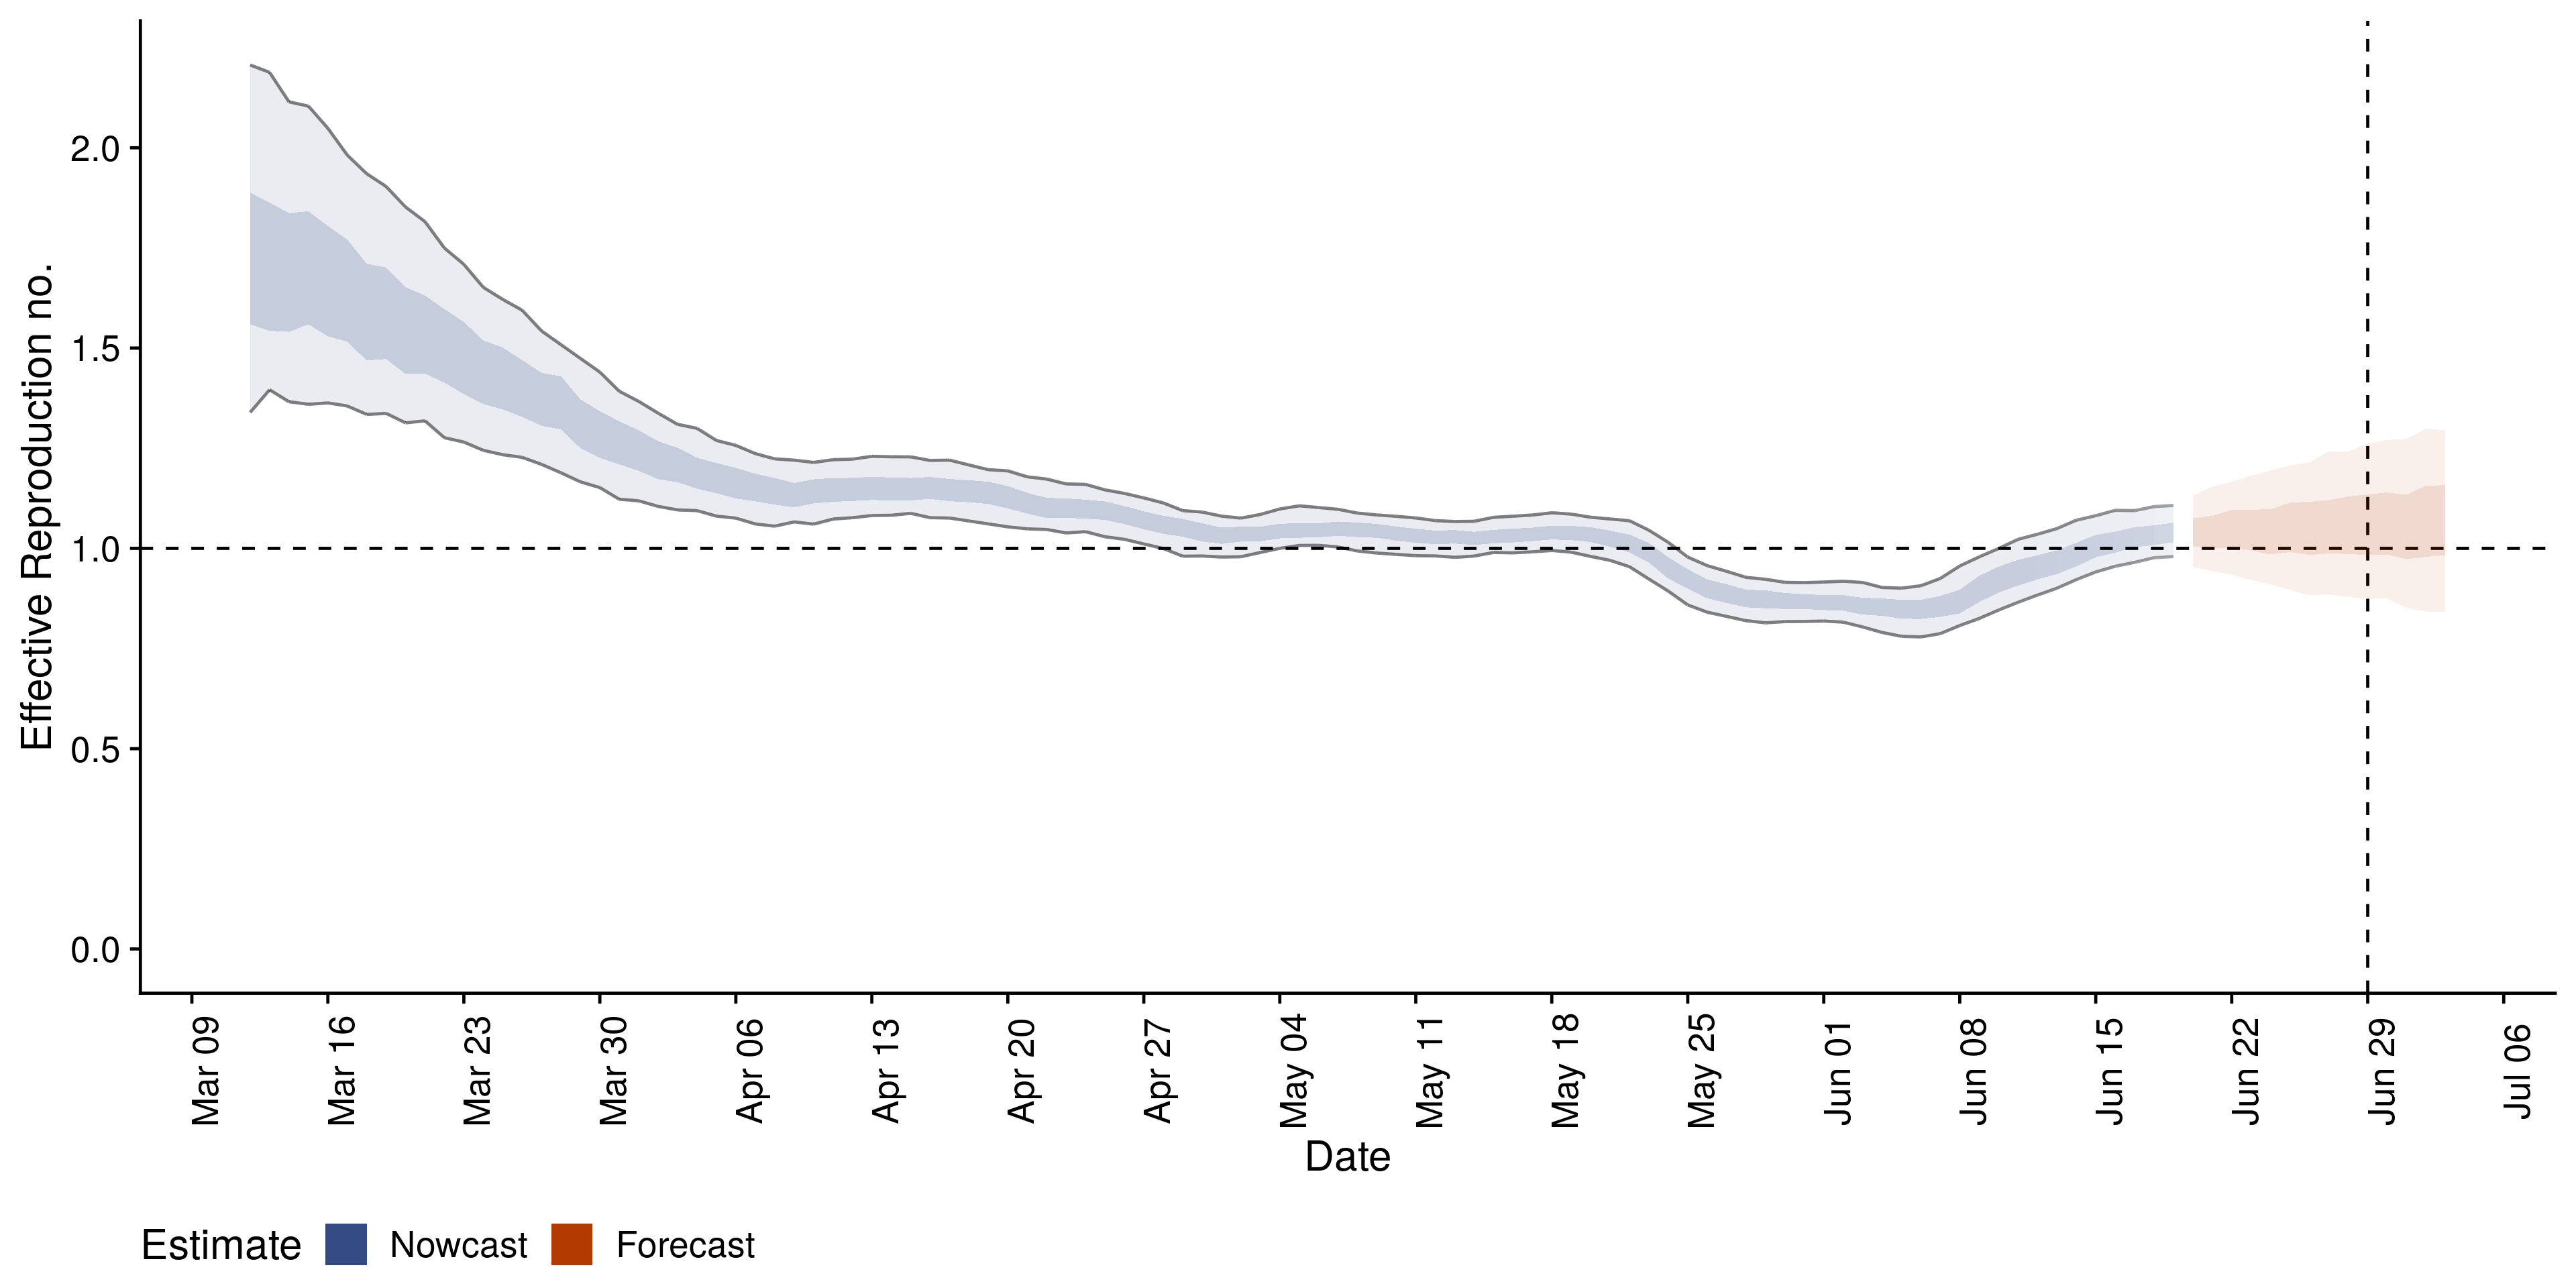 Effective Reproduction no.
2.0
1.5
1.0
0.5
0.0
Mar 09
Mar 16
Mar 23
Mar 30
Apr 06
Apr 13
Apr 20
Apr 27
May 04
May 11
May 18
May 25
Jun 01
Jun 08
Jun 15
Jun 22
Jun 29
Jul 06
Date
Estimate Nowcast Forecast